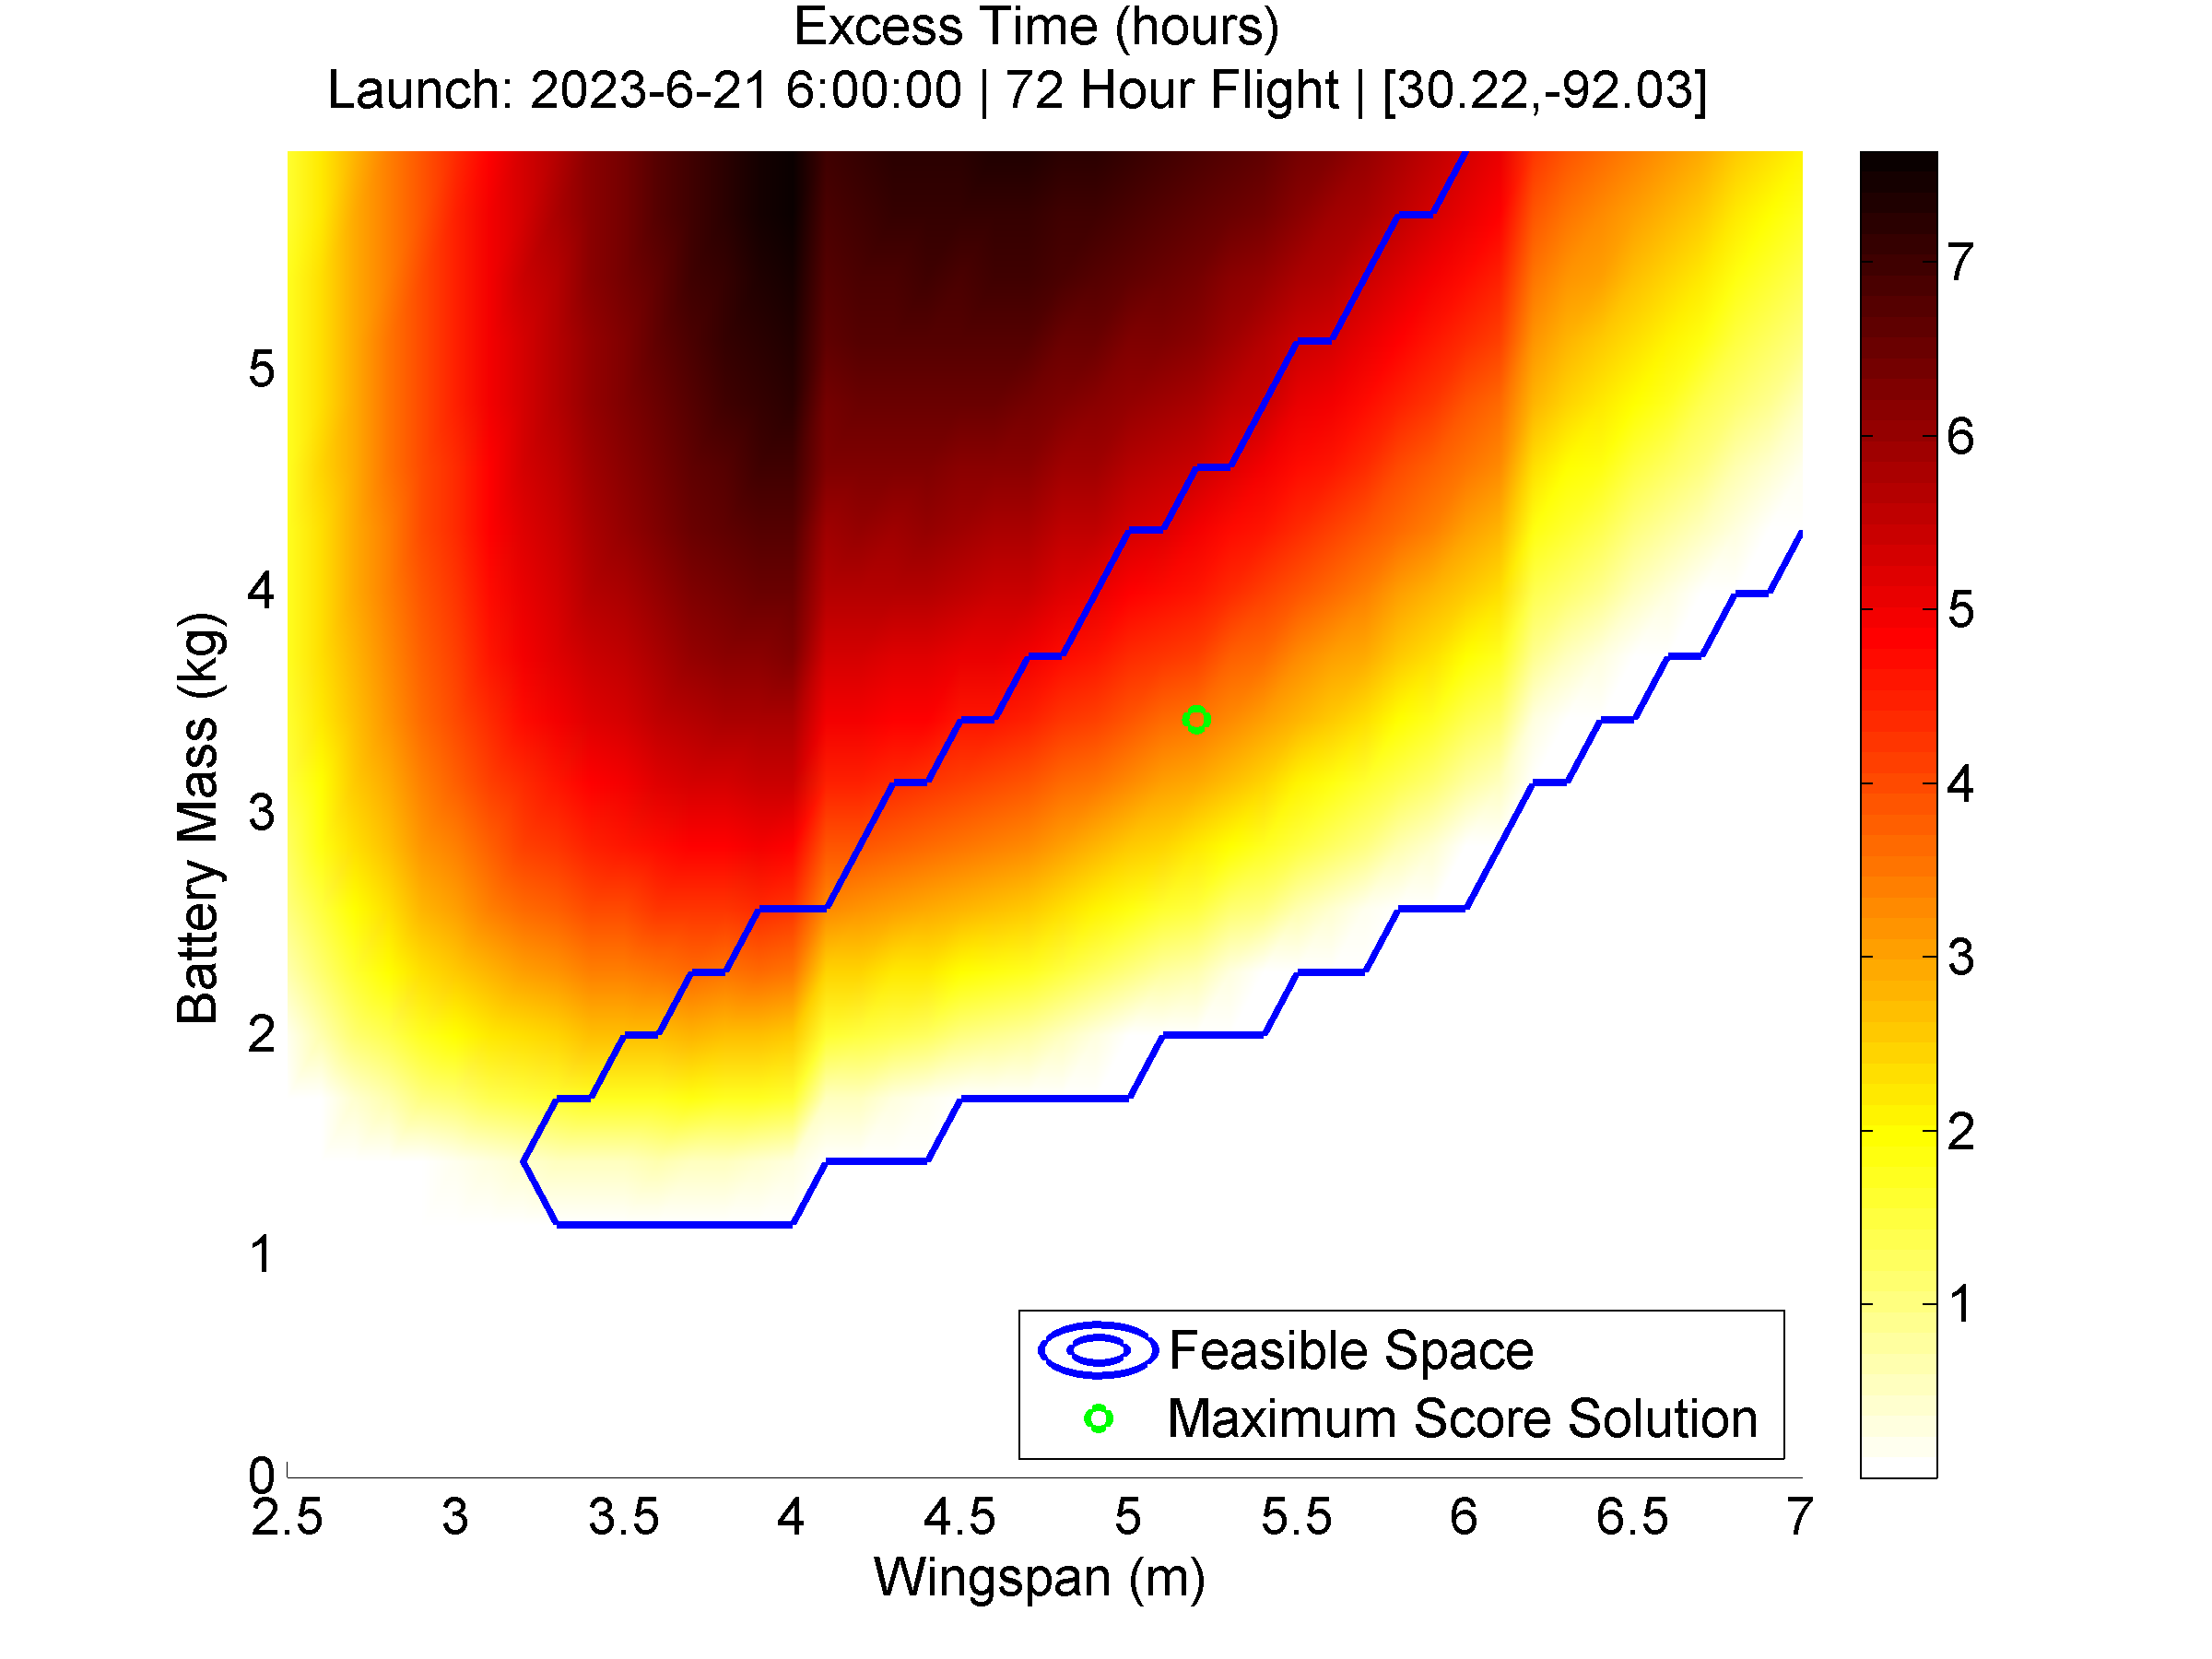 Excess Time (hours)
Launch: 2023-6-21 6:00:00 | 72 Hour Flight | [30.22,-92.03]
7
6
5
4
3
2
1
Battery Mass (kg)
5
4
3
2
1
0
Feasible Space
Maximum Score Solution
2.5 3 3.5 4 4.5 5 5.5 6 6.5 7
Wingspan (m)